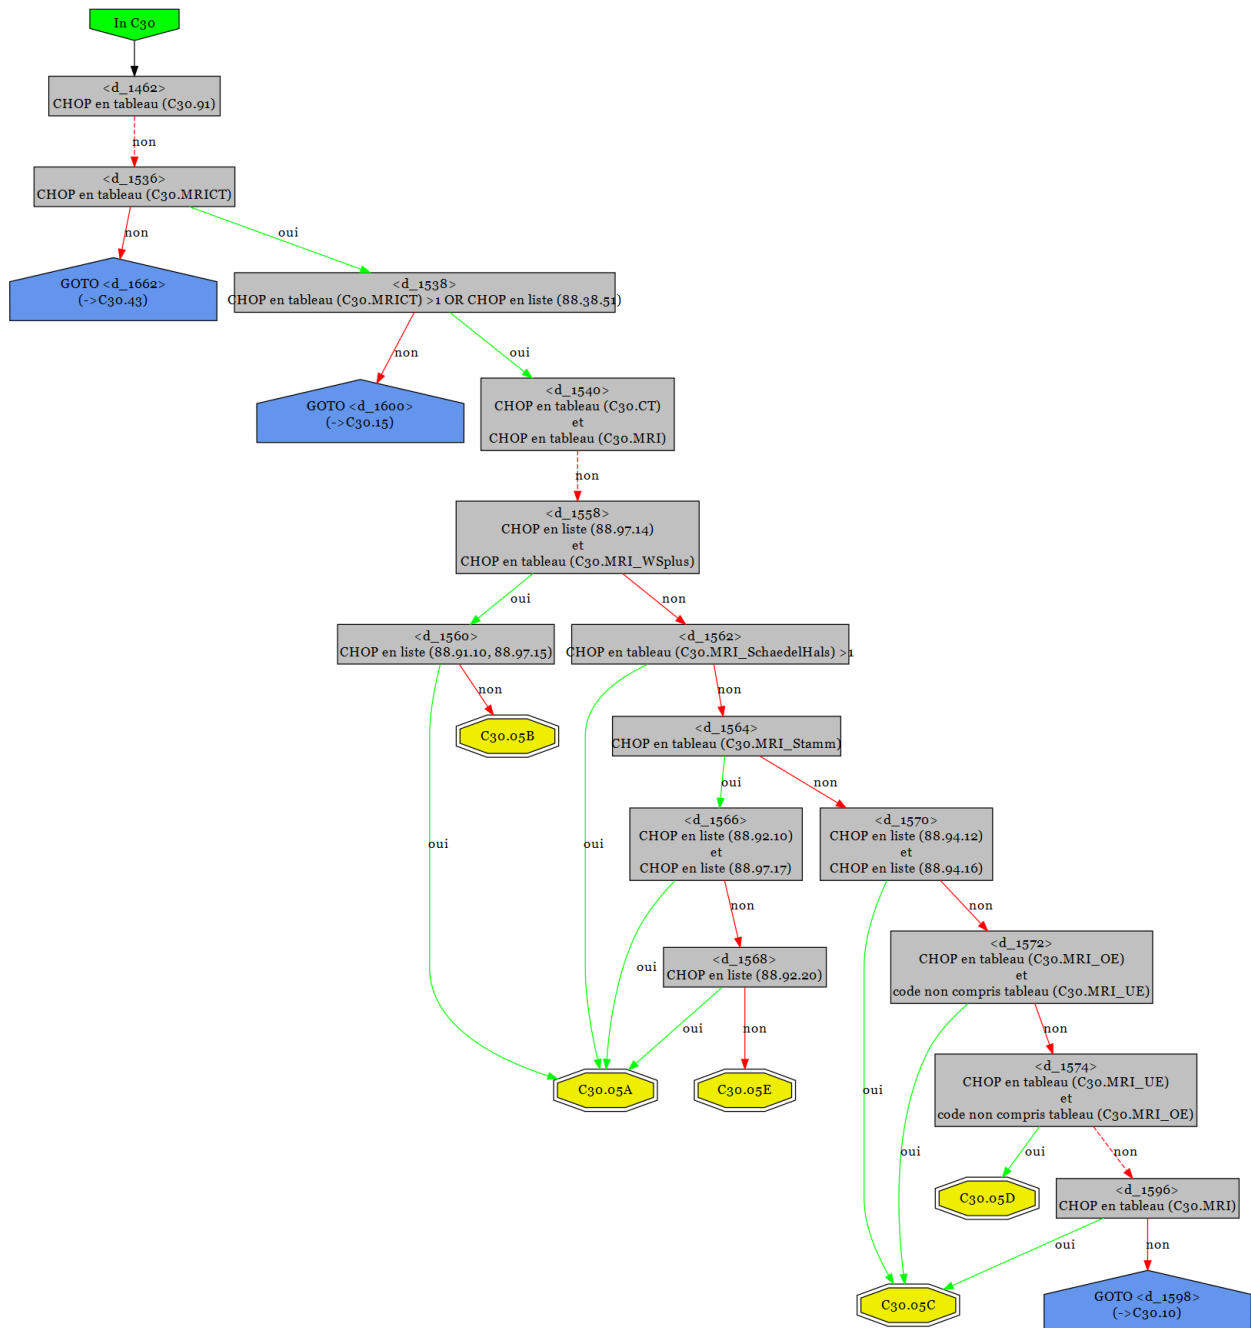 In C30
<d_1462>
CHOP en tableau (C30.91)
non
<d_1536>
CHOP en tableau (C30.MRICT)
non
oui
GOTO <d_1662>
(->C30.43)
<d_1538>
CHOP en tableau (C30.MRICT) >1 OR CHOP en liste (88.38.51)
non
oui
GOTO <d_1600>
(->C30.15)
<d_1540>
CHOP en tableau (C30.CT)
et
CHOP en tableau (C30.MRI)
non
<d_1558>
CHOP en liste (88.97.14)
et
CHOP en tableau (C30.MRI_WSplus)
oui
non
<d_1560>
CHOP en liste (88.91.10, 88.97.15)
<d_1562>
CHOP en tableau (C30.MRI_SchaedelHals) >1
non
non
C30.05B
<d_1564>
CHOP en tableau (C30.MRI_Stamm)
oui
non
<d_1566>
CHOP en liste (88.92.10)
et
CHOP en liste (88.97.17)
<d_1570>
CHOP en liste (88.94.12)
et
CHOP en liste (88.94.16)
oui
oui
non
non
<d_1568>
CHOP en liste (88.92.20)
oui
<d_1572>
CHOP en tableau (C30.MRI_OE)
et
code non compris tableau (C30.MRI_UE)
oui
non
non
C30.05A
C30.05E
<d_1574>
CHOP en tableau (C30.MRI_UE)
et
code non compris tableau (C30.MRI_OE)
oui
oui
oui
non
C30.05D
<d_1596>
CHOP en tableau (C30.MRI)
oui
non
C30.05C
GOTO <d_1598>
(->C30.10)